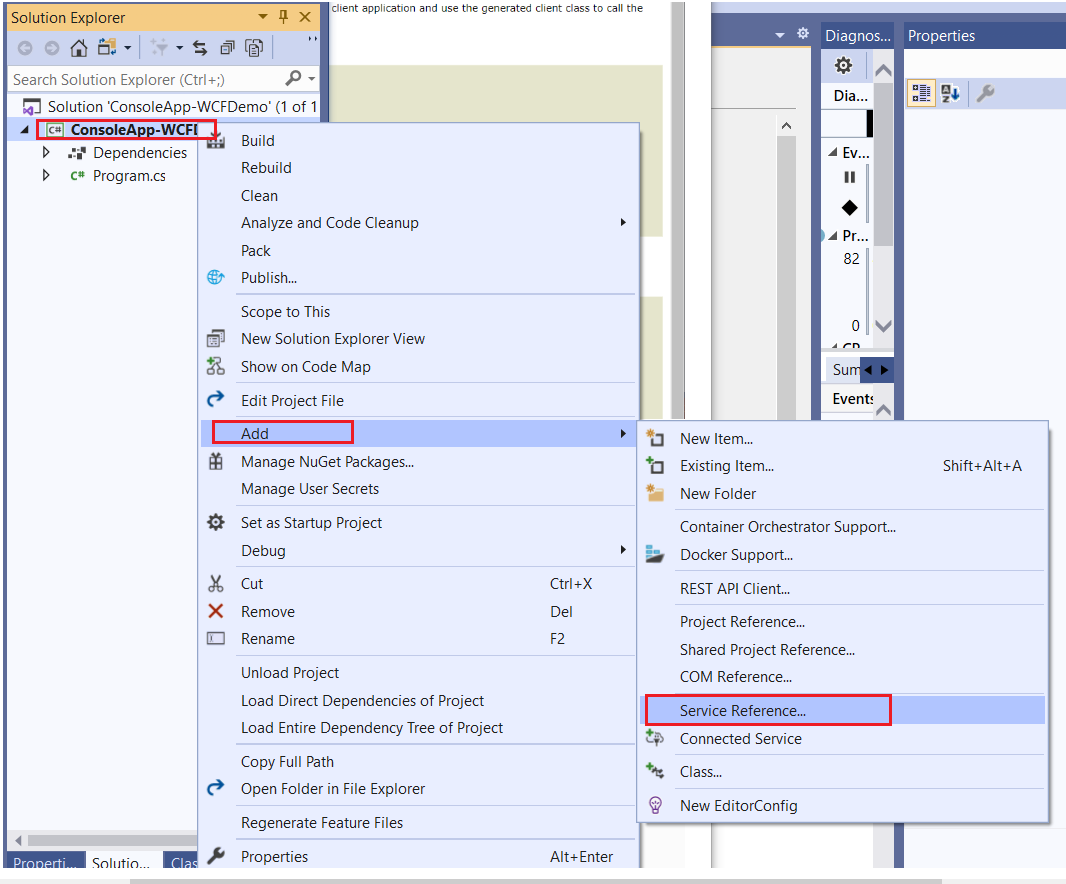 Solution Explorer
client application and use the generated client class to call the
Search Solution Explorer (Ctrl+;)
Solution 'ConsoleApp-WCFDemo' (1 of 1
C# ConsoleApp-WCFD
Dependencies
C# Program.cs
Properti...
Solutio...
Clas
Build
Rebuild
Clean
Analyze and Code Cleanup
Pack
Publish...
Scope to This
New Solution Explorer View
Show on Code Map
Edit Project File
Add
Manage NuGet Packages...
Manage User Secrets
Set as Startup Project
Debug
Cut Ctrl+X
Remove Del
Rename F2
Unload Project
Load Direct Dependencies of Project
Load Entire Dependency Tree of Project
Copy Full Path
Open Folder in File Explorer
Regenerate Feature Files
Properties Alt+Enter
New Item...
Existing Item... Shift+Alt+A
New Folder
Container Orchestrator Support...
Docker Support...
REST API Client...
Project Reference...
Shared Project Reference...
COM Reference...
Service Reference...
Connected Service
Class...
New EditorConfig
Diagnos...
Dia...
Ev...
Pr...
82
0
Sum
Events
Properties
A
Z